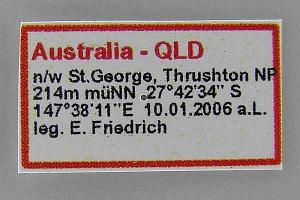 Australia - QLD
n/w St.George, Thrushton NP
214m müNN .27°42'34" S
147°38'11"E 10.01.2006 a.L.
leg. E. Friedrich